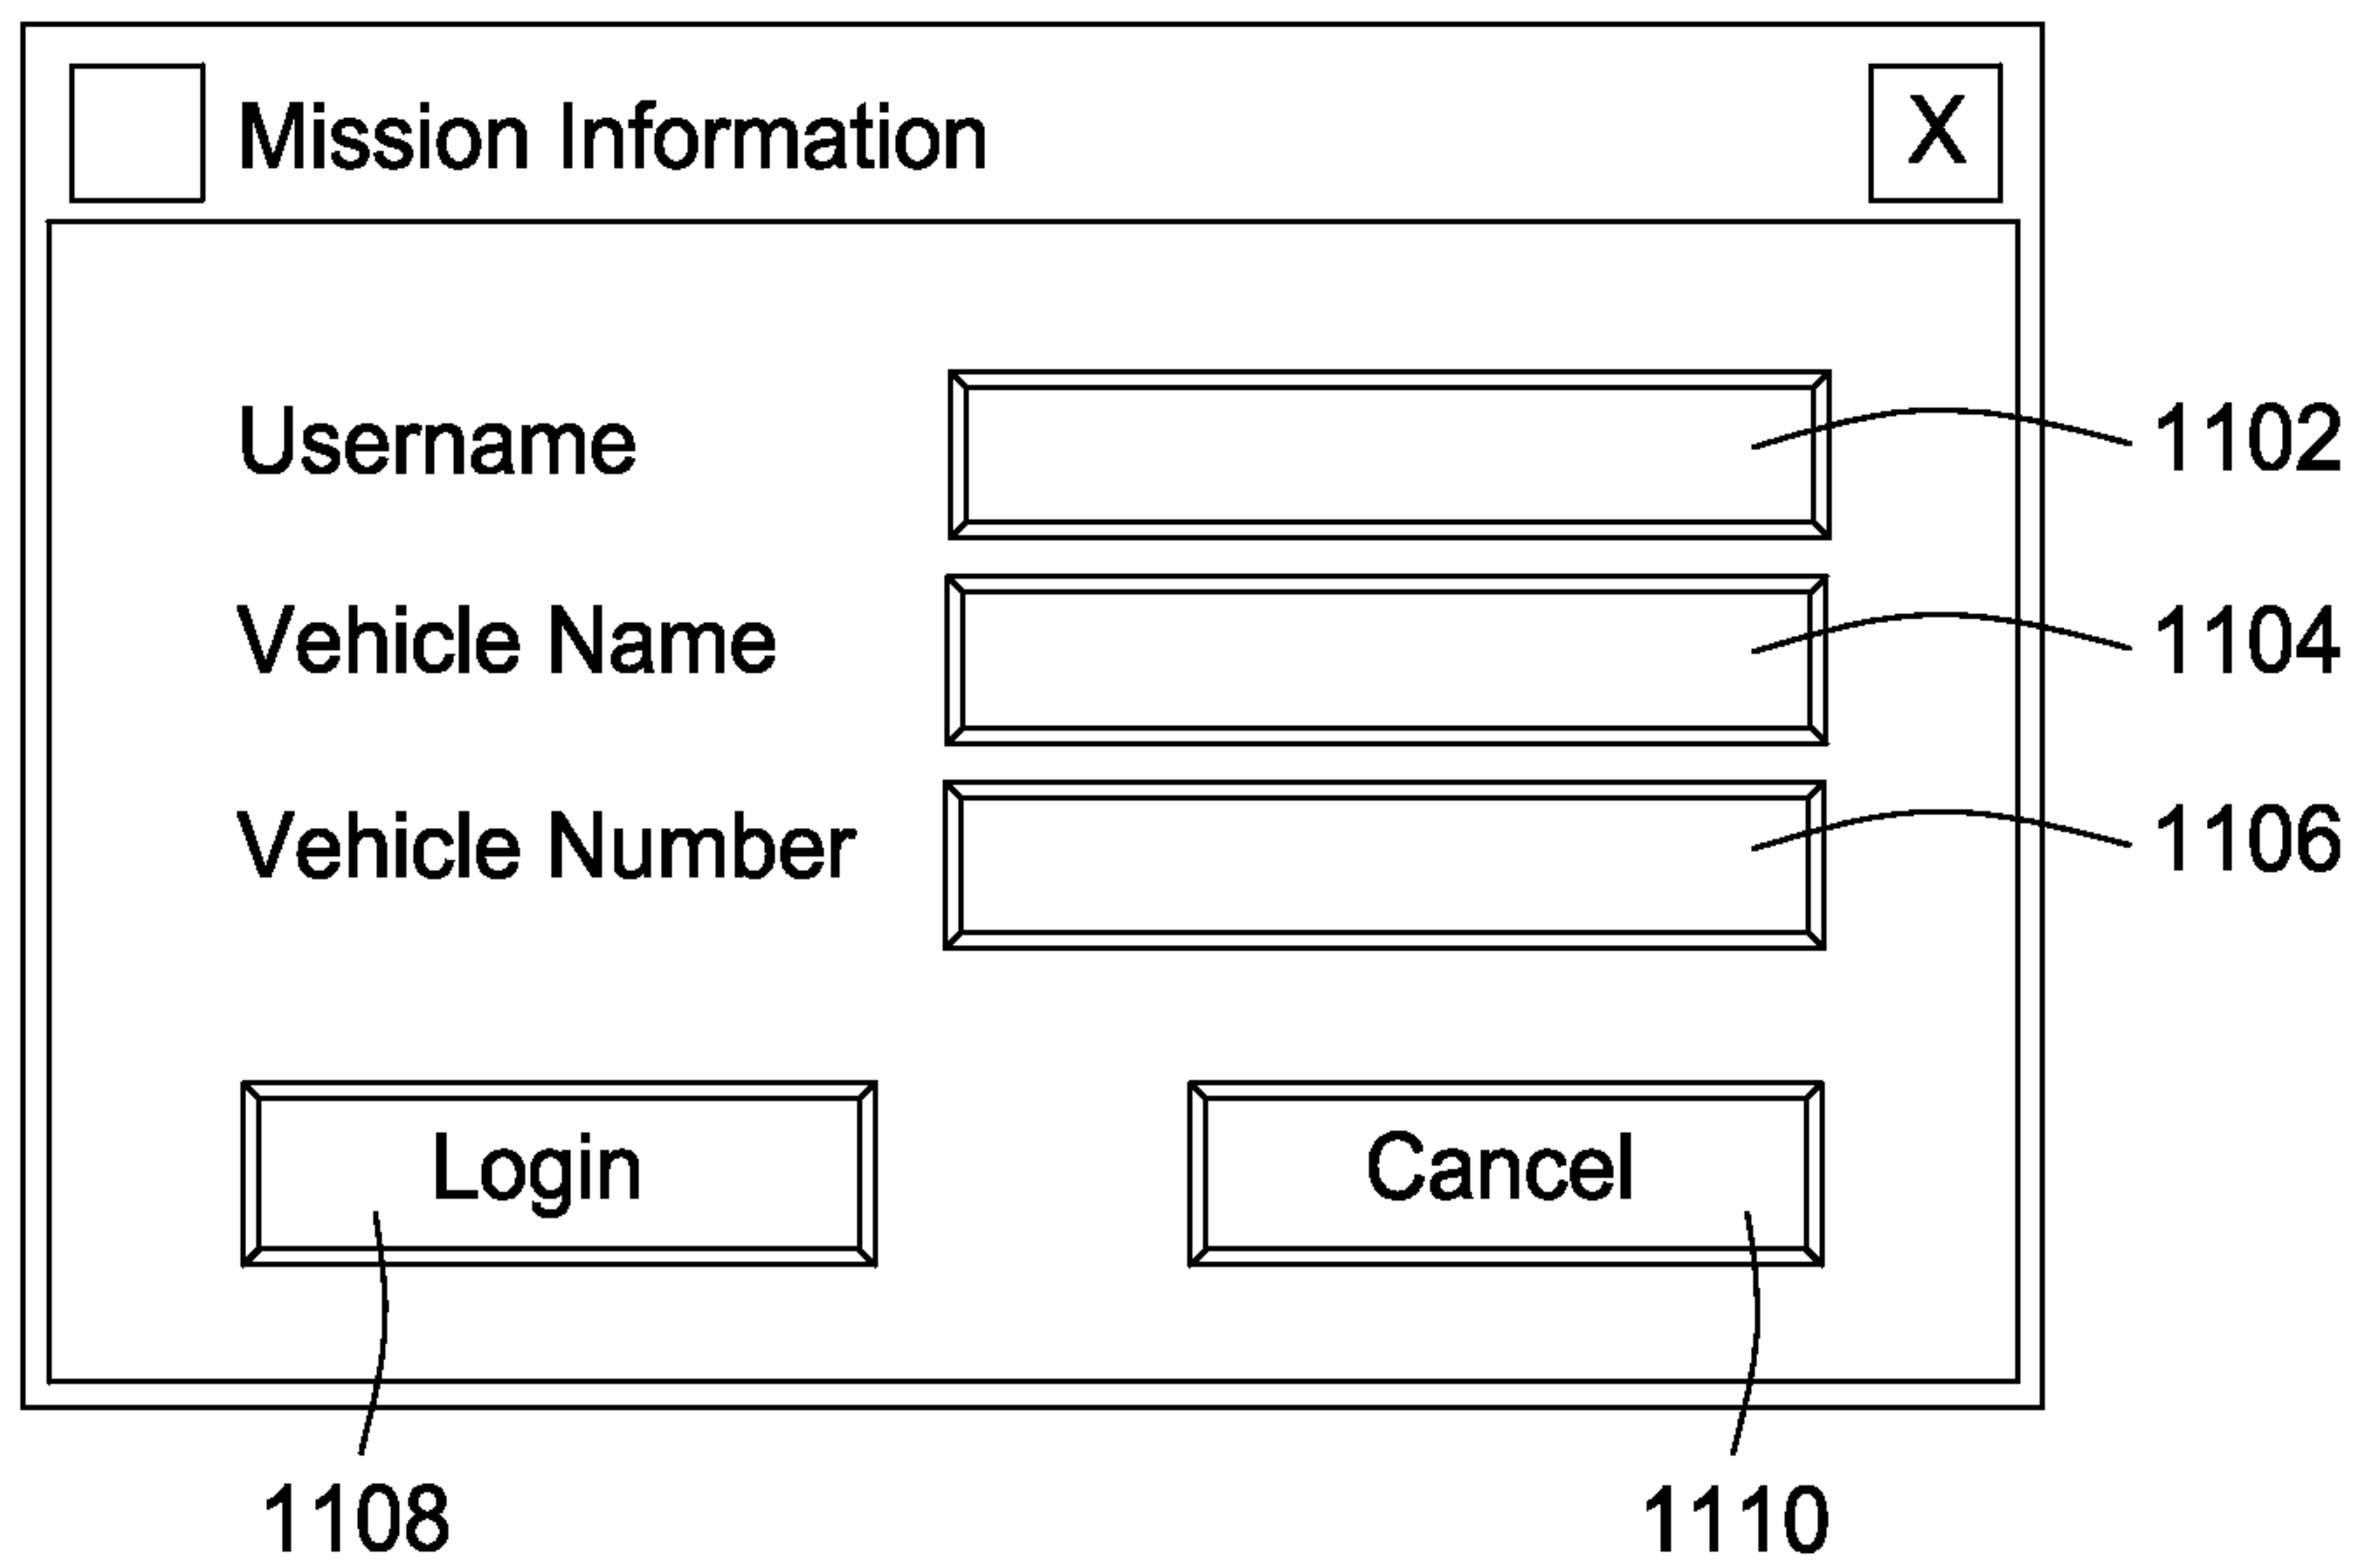 Mission Information X
Username 1102
Vehicle Name 1104
Vehicle Number 1106
Login Cancel
1108 1110